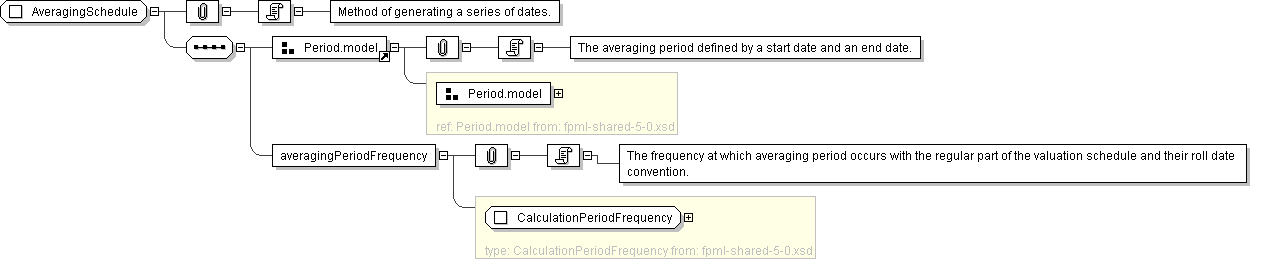 AveragingSchedule
Method of generating a series of dates.
Period.model
The averaging period defined by a start date and an end date.
Period.model
ref: Period.model from: fpml-shared-5-0.xsd
averagingPeriodFrequency
The frequency at which averaging period occurs with the regular part of the valuation schedule and their roll date
convention.
CalculationPeriodFrequency
type: CalculationPeriodFrequency from: fpml-shared-5-0.xsd